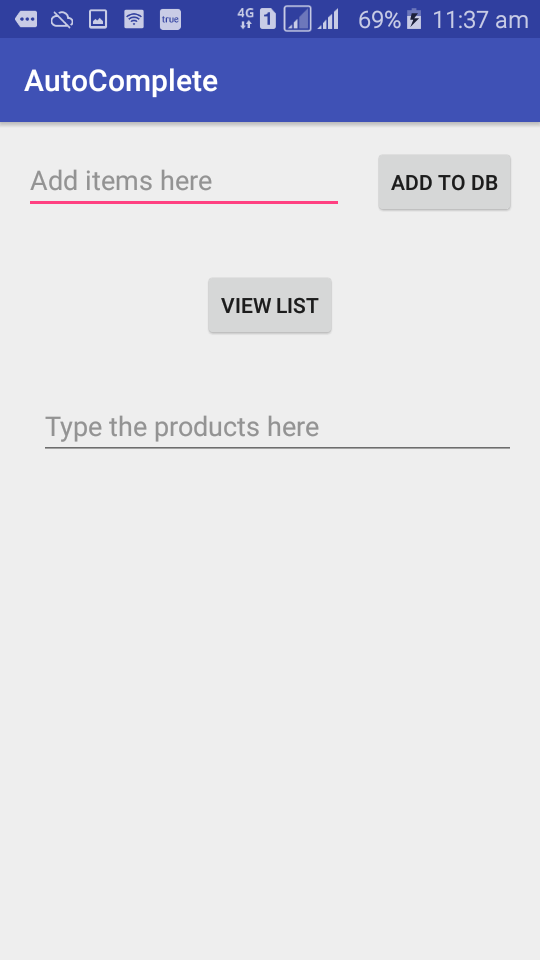 true 4G 1 69% 11:37 am
AutoComplete
Add items here ADD TO DB
VIEW LIST
Type the products here